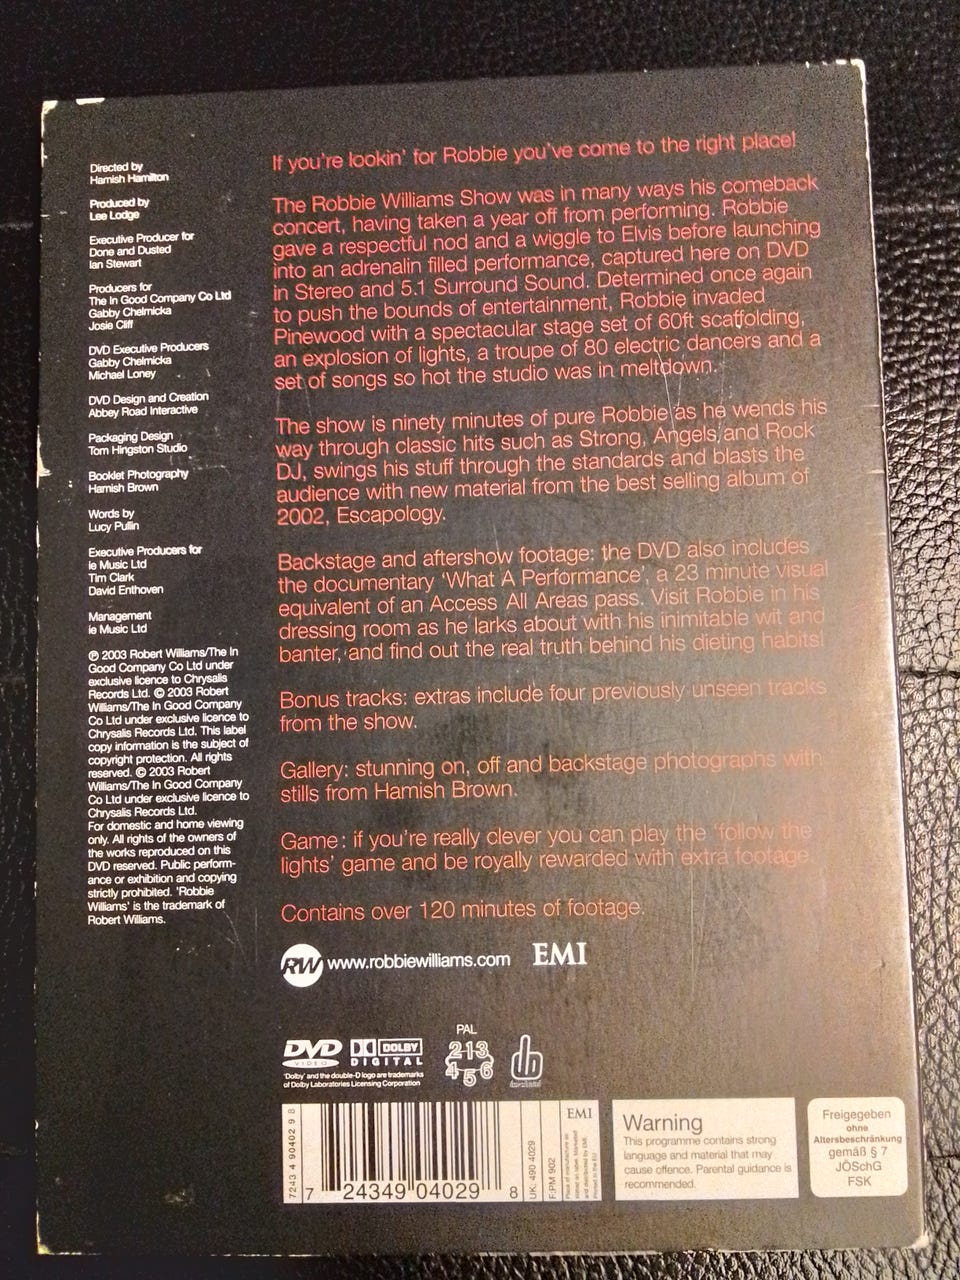 Directed by
Hamish Hamilton
Produced by
Lee Lodge
Executive Producer for
Done and Dusted
Ian Stewart
Producers for
The In Good Company Co Ltd
Gabby Chelmicka
Josie Cliff
DVD Executive Producers
Gabby Chelmicka
Michael Loney
DVD Design and Creation
Abbey Road Interactive
Packaging Design
Tom Hingston Studio
Booklet Photography
Hamish Brown
Words by
Lucy Pullin
Executive Producers for
ie Music Ltd
Tim Clark
David Enthoven
Management
ie Music Ltd
℗ 2003 Robert Williams/The In
Good Company Co Ltd under
exclusive licence to Chrysalis
Records Ltd. © 2003 Robert
Williams/The In Good Company
Co Ltd under exclusive licence to
Chrysalis Records Ltd. This label
copy information is the subject of
copyright protection. All rights
reserved. © 2003 Robert
Williams/The In Good Company
Co Ltd under exclusive licence to
Chrysalis Records Ltd.
For domestic and home viewing
only. All rights of the owners of
the works reproduced on this
DVD reserved. Public perform-
ance or exhibition and copying
strictly prohibited. 'Robbie
Williams' is the trademark of
Robert Williams.
If you're lookin' for Robbie you've come to the right place!
The Robbie Williams Show was in many ways his comeback
concert, having taken a year off from performing. Robbie
gave a respectful nod and a wiggle to Elvis before launching
into an adrenalin filled performance, captured here on DVD
in Stereo and 5.1 Surround Sound. Determined once again
to push the bounds of entertainment, Robbie invaded
Pinewood with a spectacular stage set of 60ft scaffolding,
an explosion of lights, a troupe of 80 electric dancers and a
set of songs so hot the studio was in meltdown.
The show is ninety minutes of pure Robbie as he wends his
way through classic hits such as Strong, Angels and Rock
DJ, swings his stuff through the standards and blasts the
audience with new material from the best selling album of
2002, Escapology.
Backstage and aftershow footage: the DVD also includes
the documentary 'What A Performance', a 23 minute visual
equivalent of an Access All Areas pass. Visit Robbie in his
dressing room as he larks about with his inimitable wit and
banter, and find out the real truth behind his dieting habits!
Bonus tracks: extras include four previously unseen tracks
from the show.
Gallery: stunning on, off and backstage photographs with
stills from Hamish Brown.
Game: if you're really clever you can play the 'follow the
lights' game and be royally rewarded with extra footage
Contains over 120 minutes of footage.
RW www.robbiewilliams.com EMI
DVD VIDEO DOLBY DIGITAL
'Dolby' and the double-D logo are trademarks
of Dolby Laboratories Licensing Corporation
PAL
2 1 3
4 5 6
7243 4 90402 9 8
7 24349 04029 8
UK: 490 4029
F:PM 902
EMI
Warning
This programme contains strong
language and material that may
cause offence. Parental guidance is
recommended.
Freigegeben
ohne
Altersbeschränkung
gemäß § 7
JÖSchG
FSK